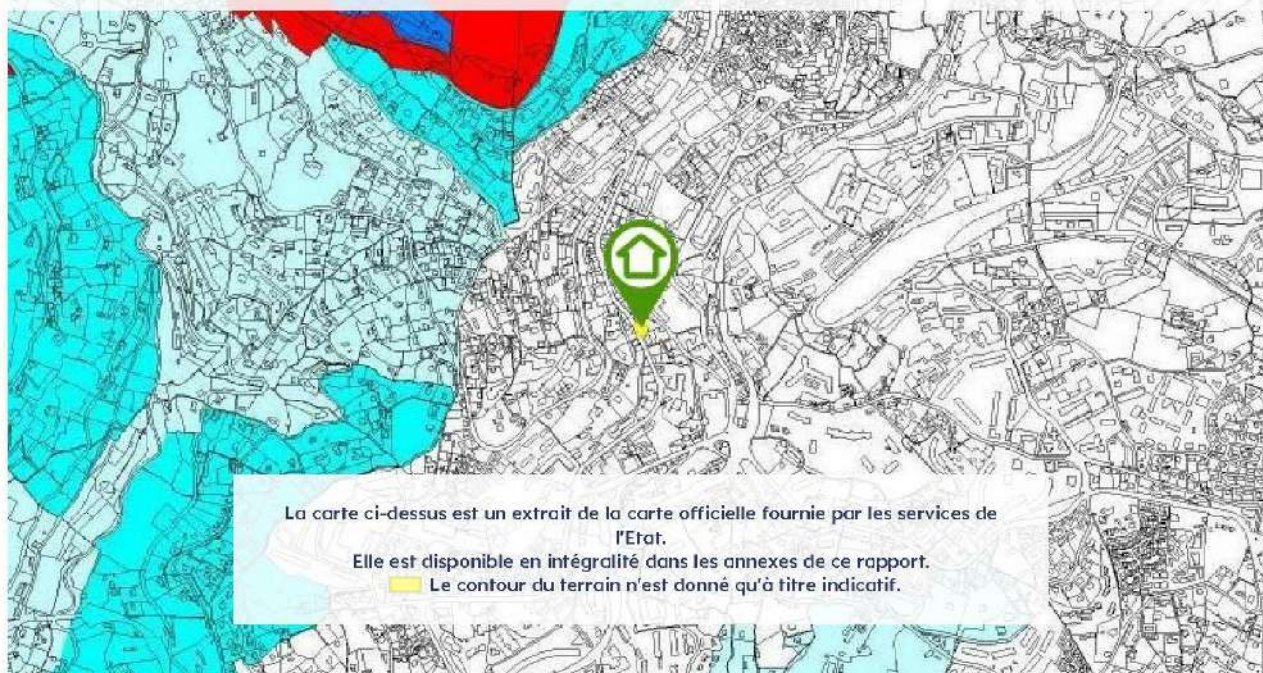 La carte ci-dessus est un extrait de la carte officielle fournie par les services de
l'Etat.
Elle est disponible en intégralité dans les annexes de ce rapport.
Le contour du terrain n'est donné qu'à titre indicatif.